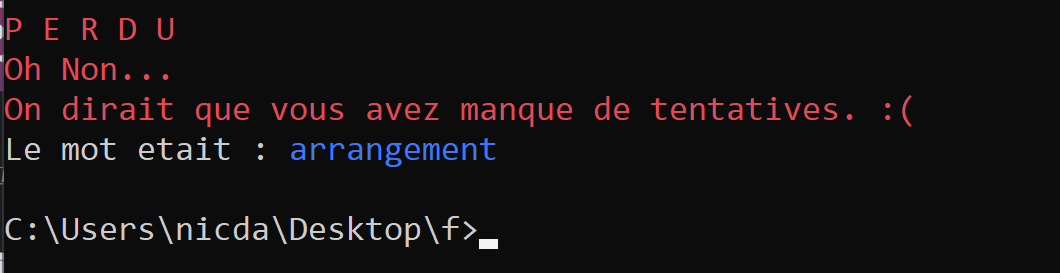 P E R D U
Oh Non...
On dirait que vous avez manque de tentatives. :(
Le mot etait : arrangement
C:\Users\nicda\Desktop\f>